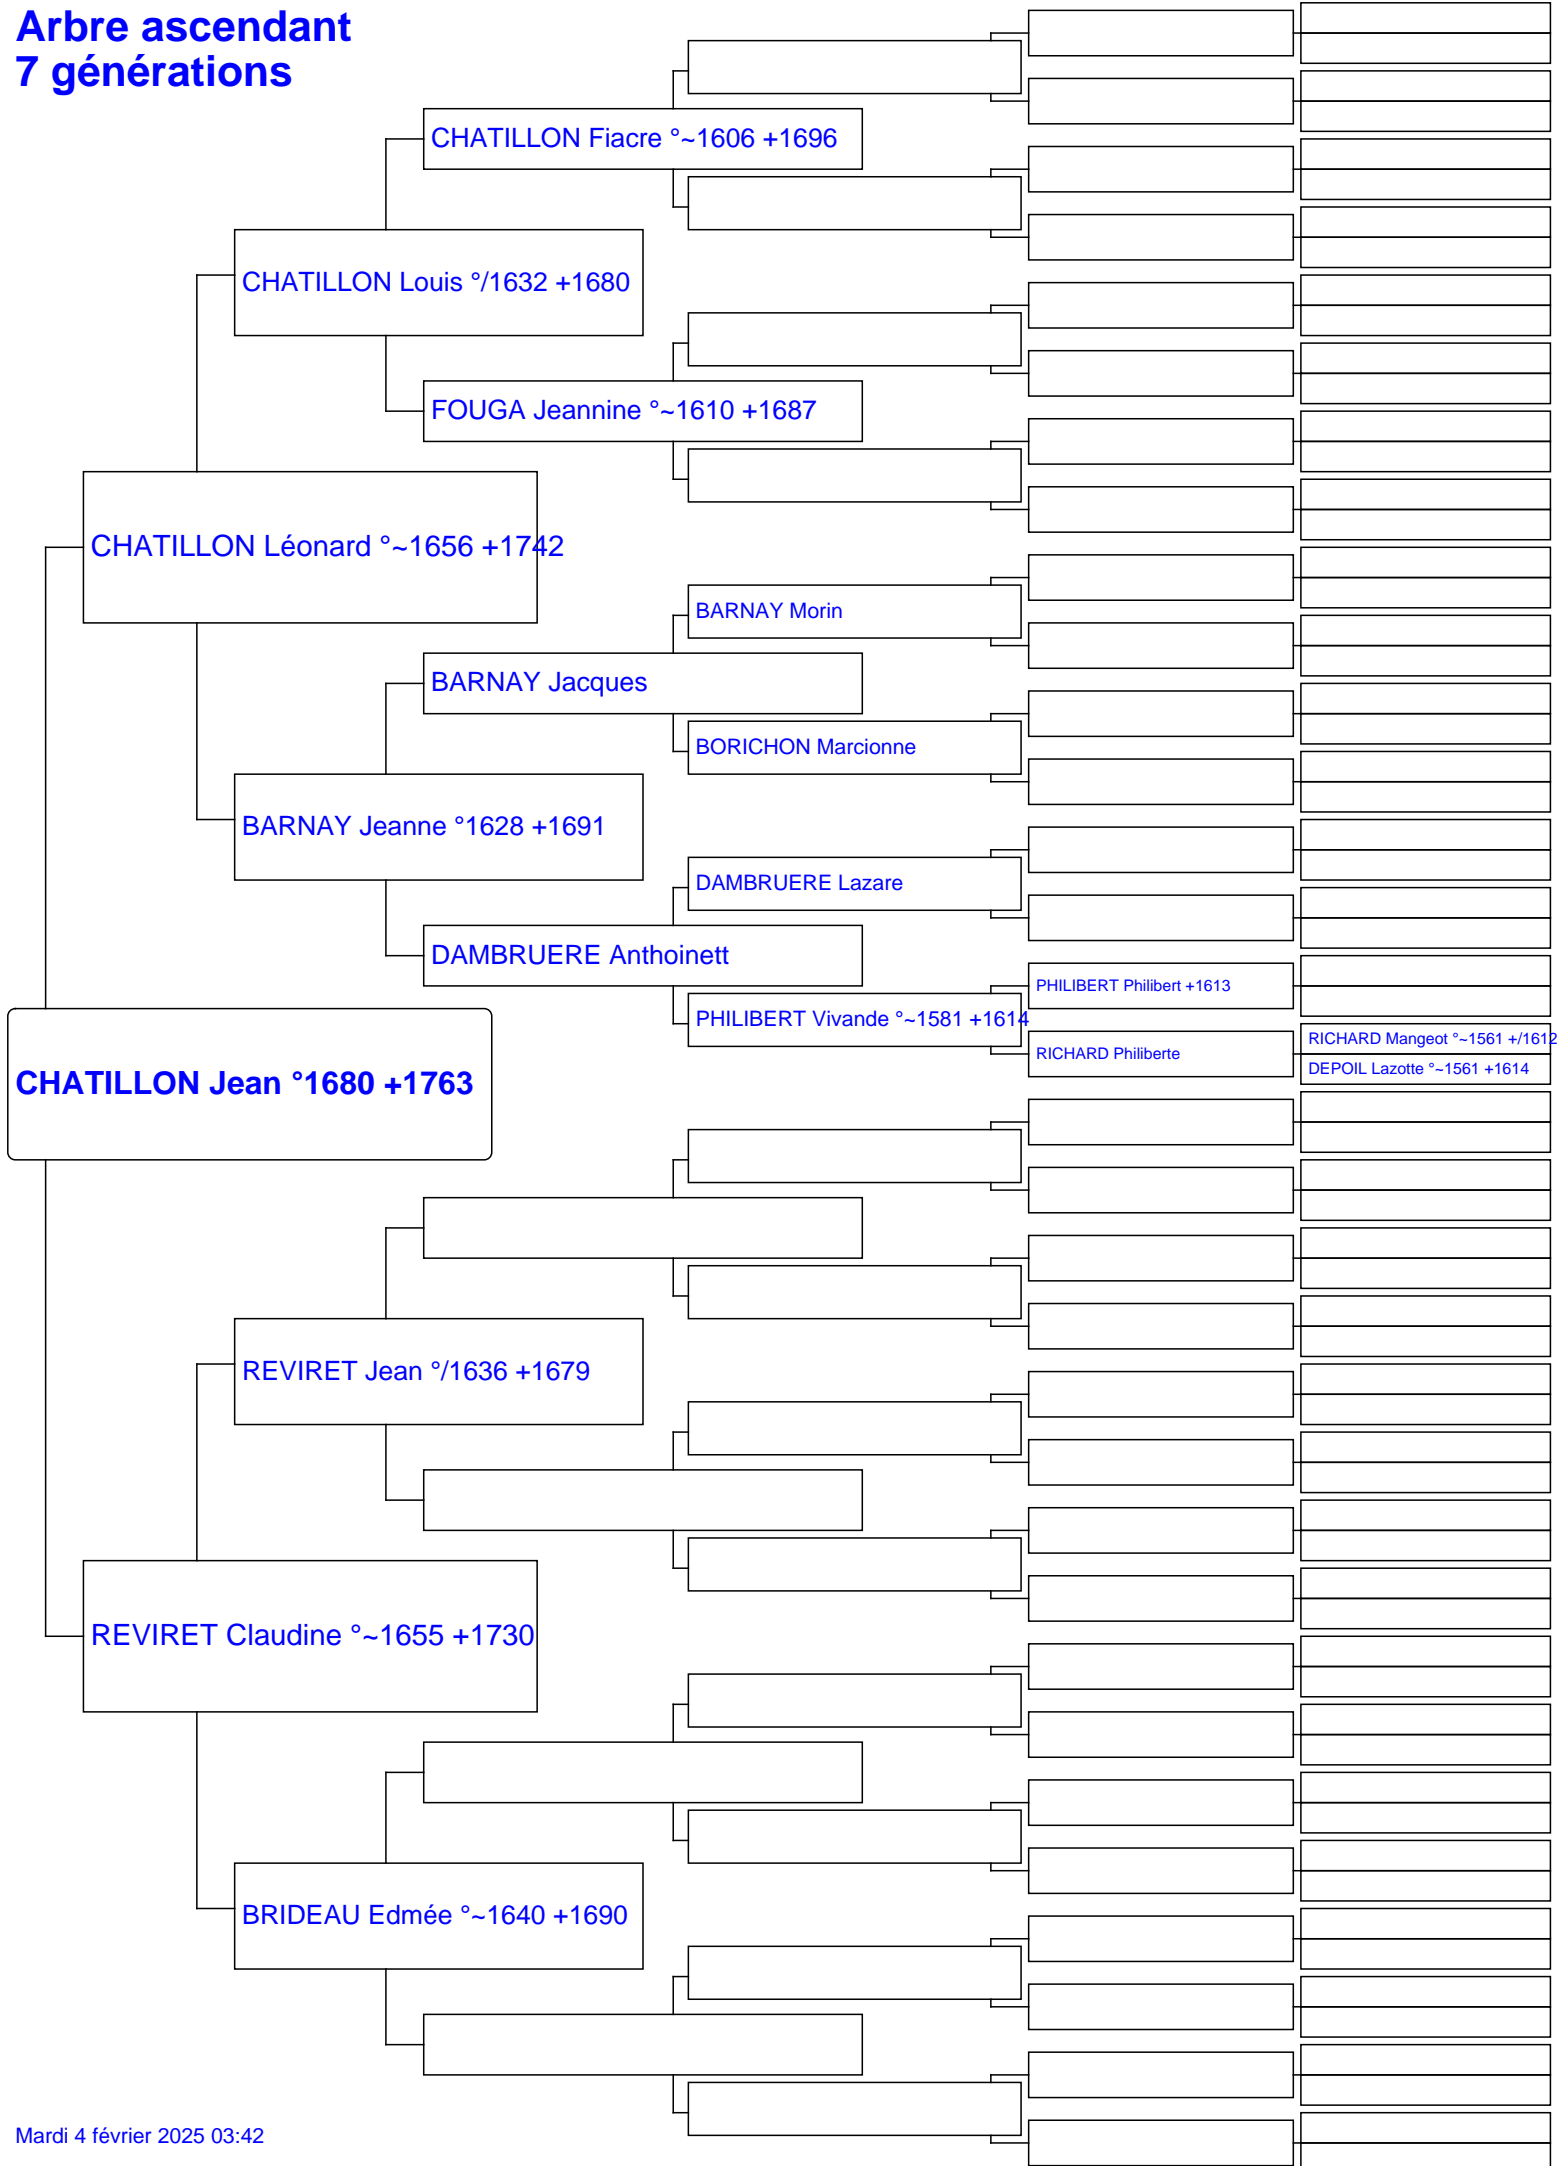 Arbre ascendant
7 générations
CHATILLON Fiacre °~1606 +1696
CHATILLON Louis °/1632 +1680
FOUGA Jeannine °~1610 +1687
CHATILLON Léonard °~1656 +1742
BARNAY Morin
BARNAY Jacques
BORICHON Marcionne
BARNAY Jeanne °1628 +1691
DAMBRUERE Lazare
DAMBRUERE Anthoinett
PHILIBERT Philibert +1613
PHILIBERT Vivande °~1581 +1614
RICHARD Mangeot °~1561 +/1612
RICHARD Philiberte
DEPOIL Lazotte °~1561 +1614
CHATILLON Jean °1680 +1763
REVIRET Jean °/1636 +1679
REVIRET Claudine °~1655 +1730
BRIDEAU Edmée °~1640 +1690
Mardi 4 février 2025 03:42